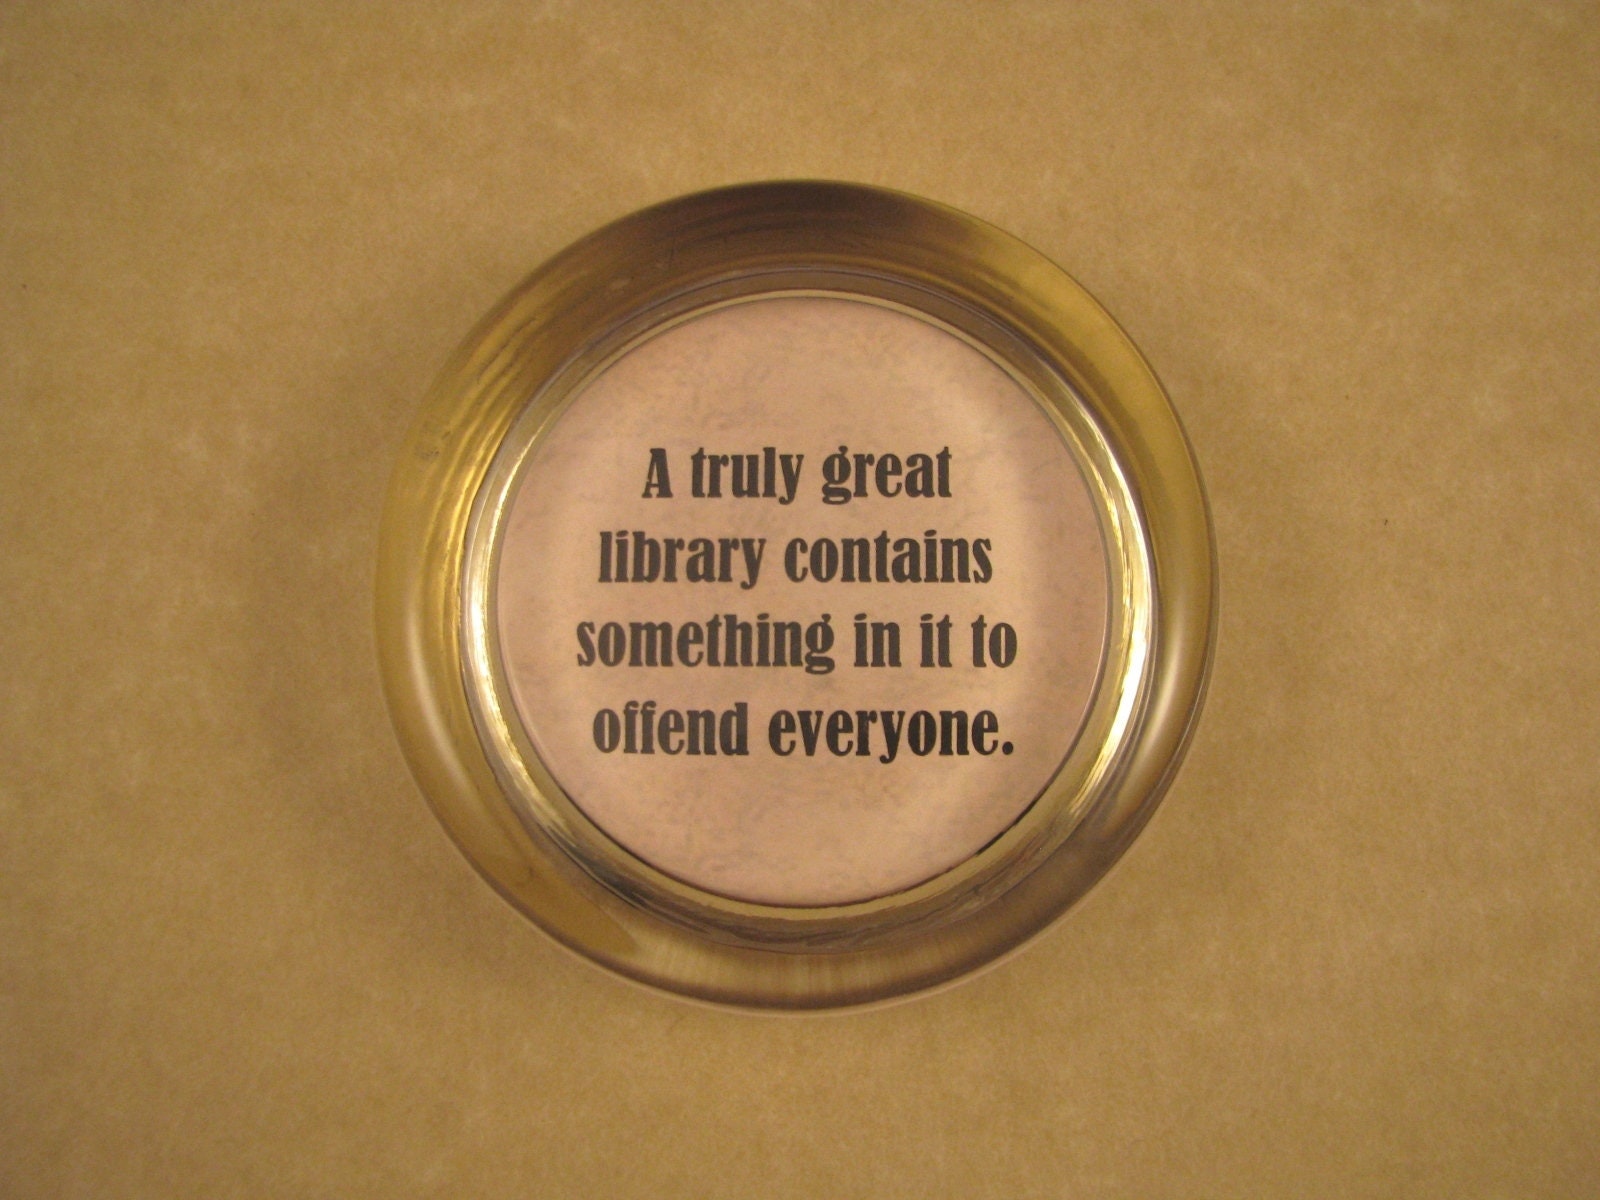 A truly great
library contains
something in it to
offend everyone.